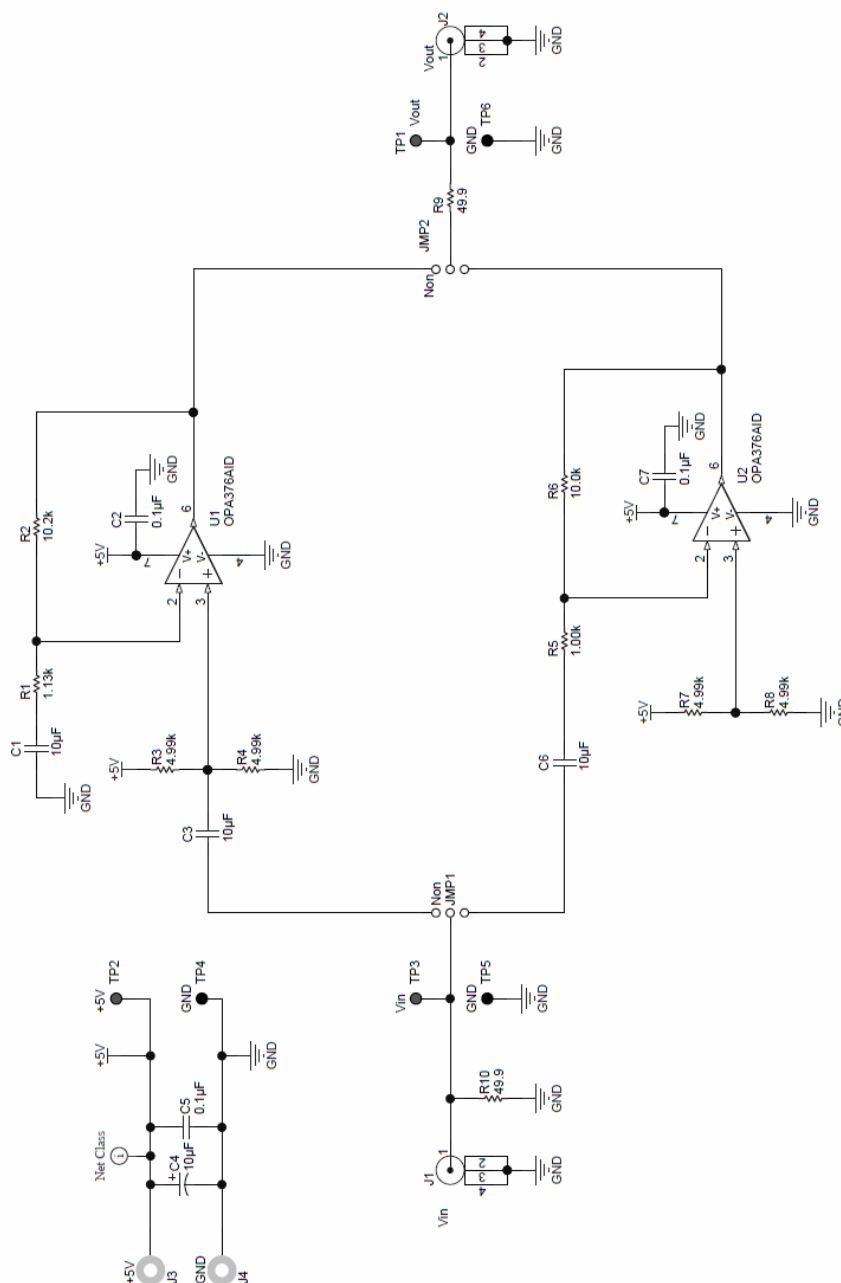 J2
Vout
1
4
3
2
GND
TP1
Vout
GND
TP6
GND
R9
49.9
JMP2
Non
R2
10.2k
C2
0.1µF
GND
+5V
7
V+
V-
6
U1
OPA376AID
2
3
4
GND
R1
1.13k
C1
10µF
GND
+5V
R3
4.99k
R4
4.99k
GND
C3
10µF
R6
10.0k
C7
0.1µF
GND
+5V
7
V+
V-
6
U2
OPA376AID
2
3
4
GND
R5
1.00k
+5V
R7
4.99k
R8
4.99k
GND
C6
10µF
Non
JMP1
+5V
TP2
GND
TP4
+5V
GND
Net Class
i
C5
0.1µF
+
C4
10µF
+5V
J3
GND
J4
Vin
TP3
GND
TP5
GND
R10
49.9
GND
J1
1
4
3
2
GND
Vin